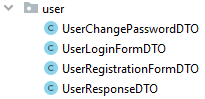 user
UserChangePasswordDTO
UserLoginFormDTO
UserRegistrationFormDTO
UserResponseDTO